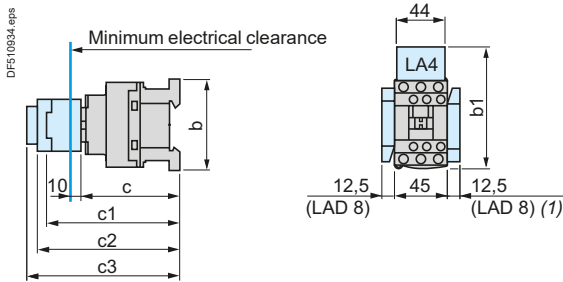 DF510934.eps
Minimum electrical clearance
b
10
c
c1
c2
c3
44
LA4
b1
12,5
45
12,5
(LAD 8)
(LAD 8) (1)